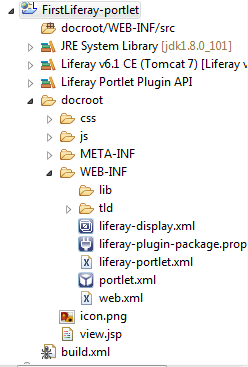 FirstLiferay-portlet
docroot/WEB-INF/src
JRE System Library [jdk1.8.0_101]
Liferay v6.1 CE (Tomcat 7) [Liferay v
Liferay Portlet Plugin API
docroot
css
js
META-INF
WEB-INF
lib
tld
liferay-display.xml
liferay-plugin-package.prop
liferay-portlet.xml
portlet.xml
web.xml
icon.png
view.jsp
build.xml